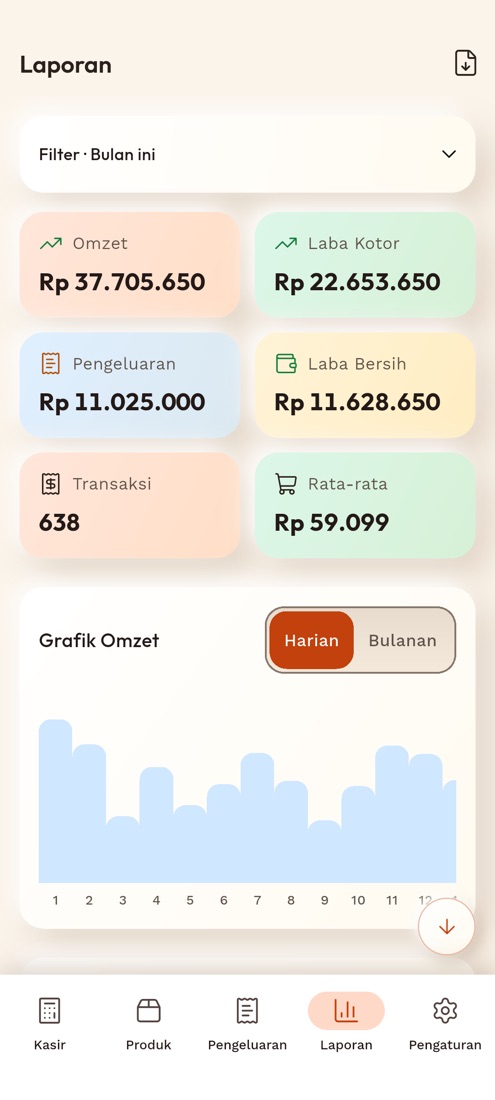 Laporan
Filter · Bulan ini
Omzet
Rp 37.705.650
Laba Kotor
Rp 22.653.650
Pengeluaran
Rp 11.025.000
Laba Bersih
Rp 11.628.650
Transaksi
638
Rata-rata
Rp 59.099
Grafik Omzet
Harian Bulanan
1 2 3 4 5 6 7 8 9 10 11 12
Kasir Produk Pengeluaran Laporan Pengaturan